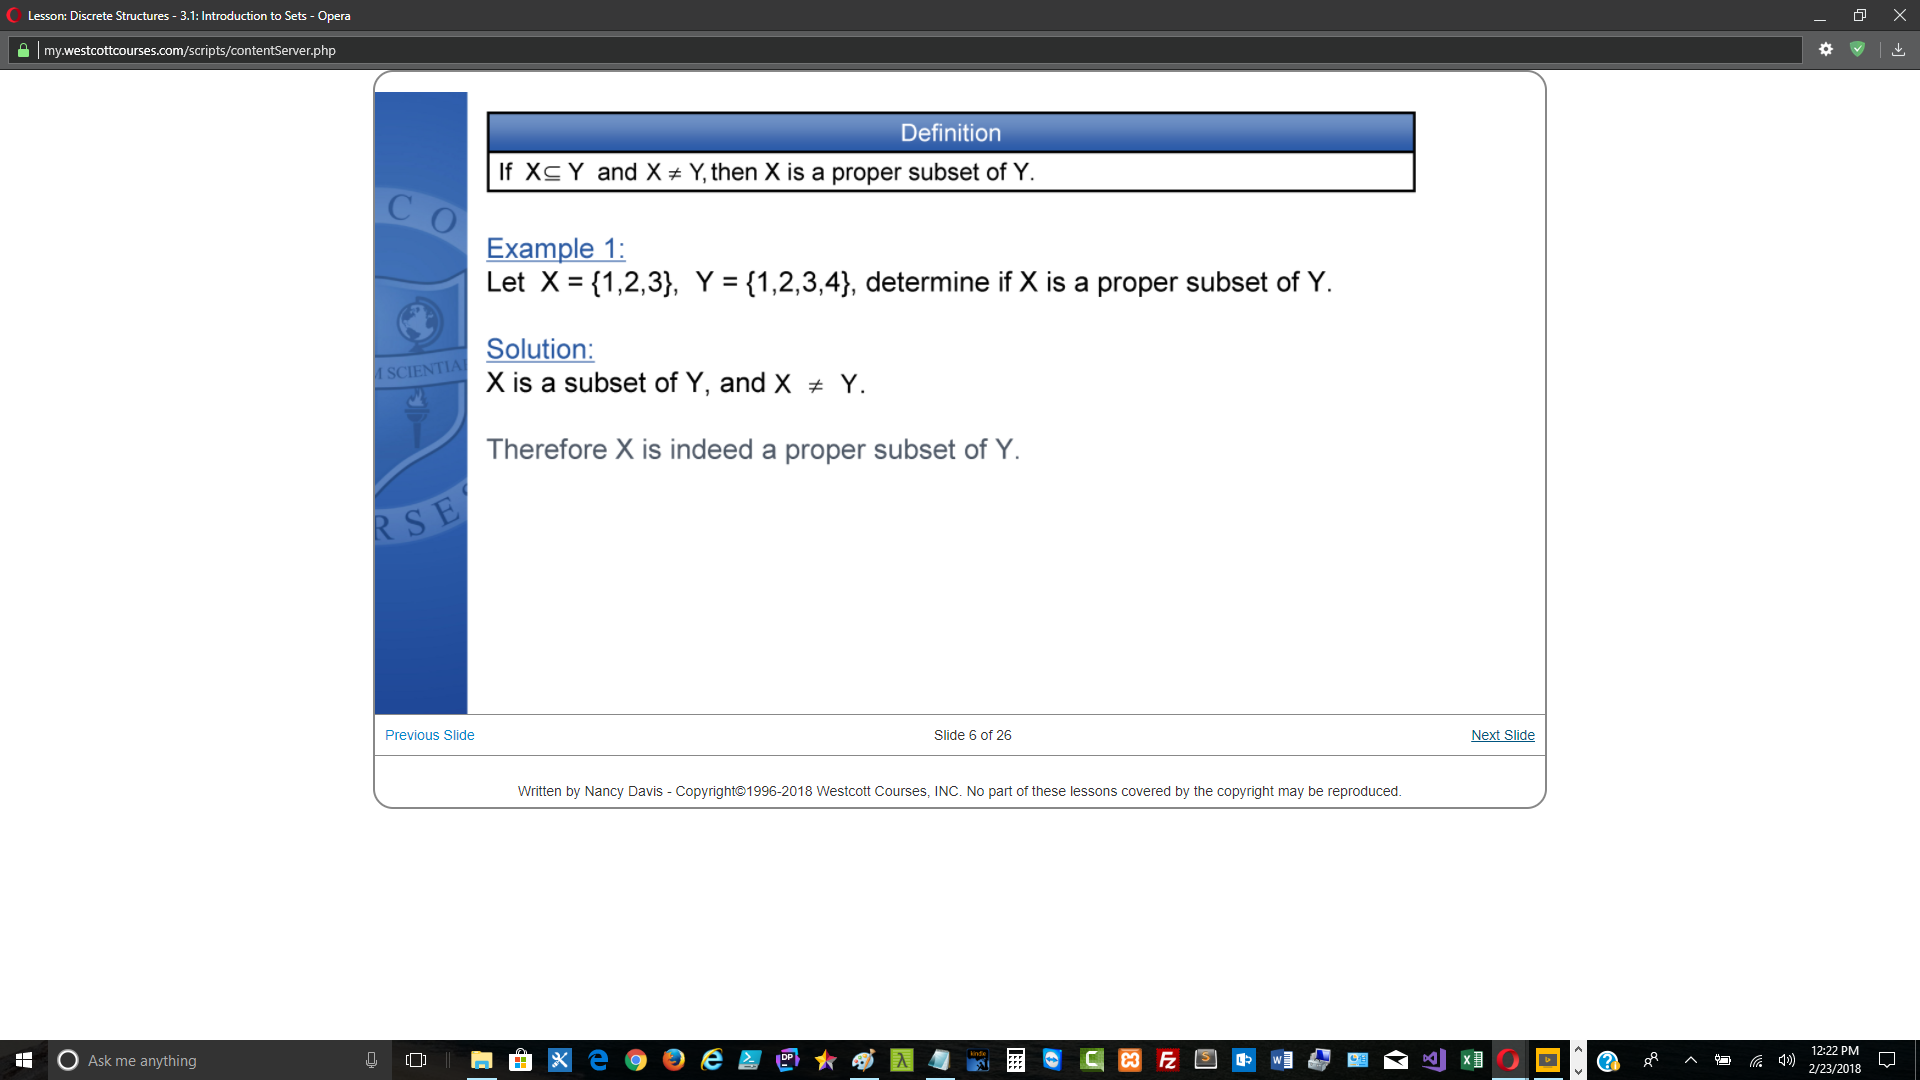 Lesson: Discrete Structures - 3.1: Introduction to Sets - Opera
my.westcottcourses.com/scripts/contentServer.php
Definition
If X⊆ Y and X ≠ Y, then X is a proper subset of Y.
C O
Example 1:
Let X = {1,2,3}, Y = {1,2,3,4}, determine if X is a proper subset of Y.
Solution:
M SCIENTIA
X is a subset of Y, and X ≠ Y.
Therefore X is indeed a proper subset of Y.
R S E
Previous Slide
Slide 6 of 26
Next Slide
Written by Nancy Davis - Copyright©1996-2018 Westcott Courses, INC. No part of these lessons covered by the copyright may be reproduced.
Ask me anything
DP
kindle
12:22 PM
2/23/2018